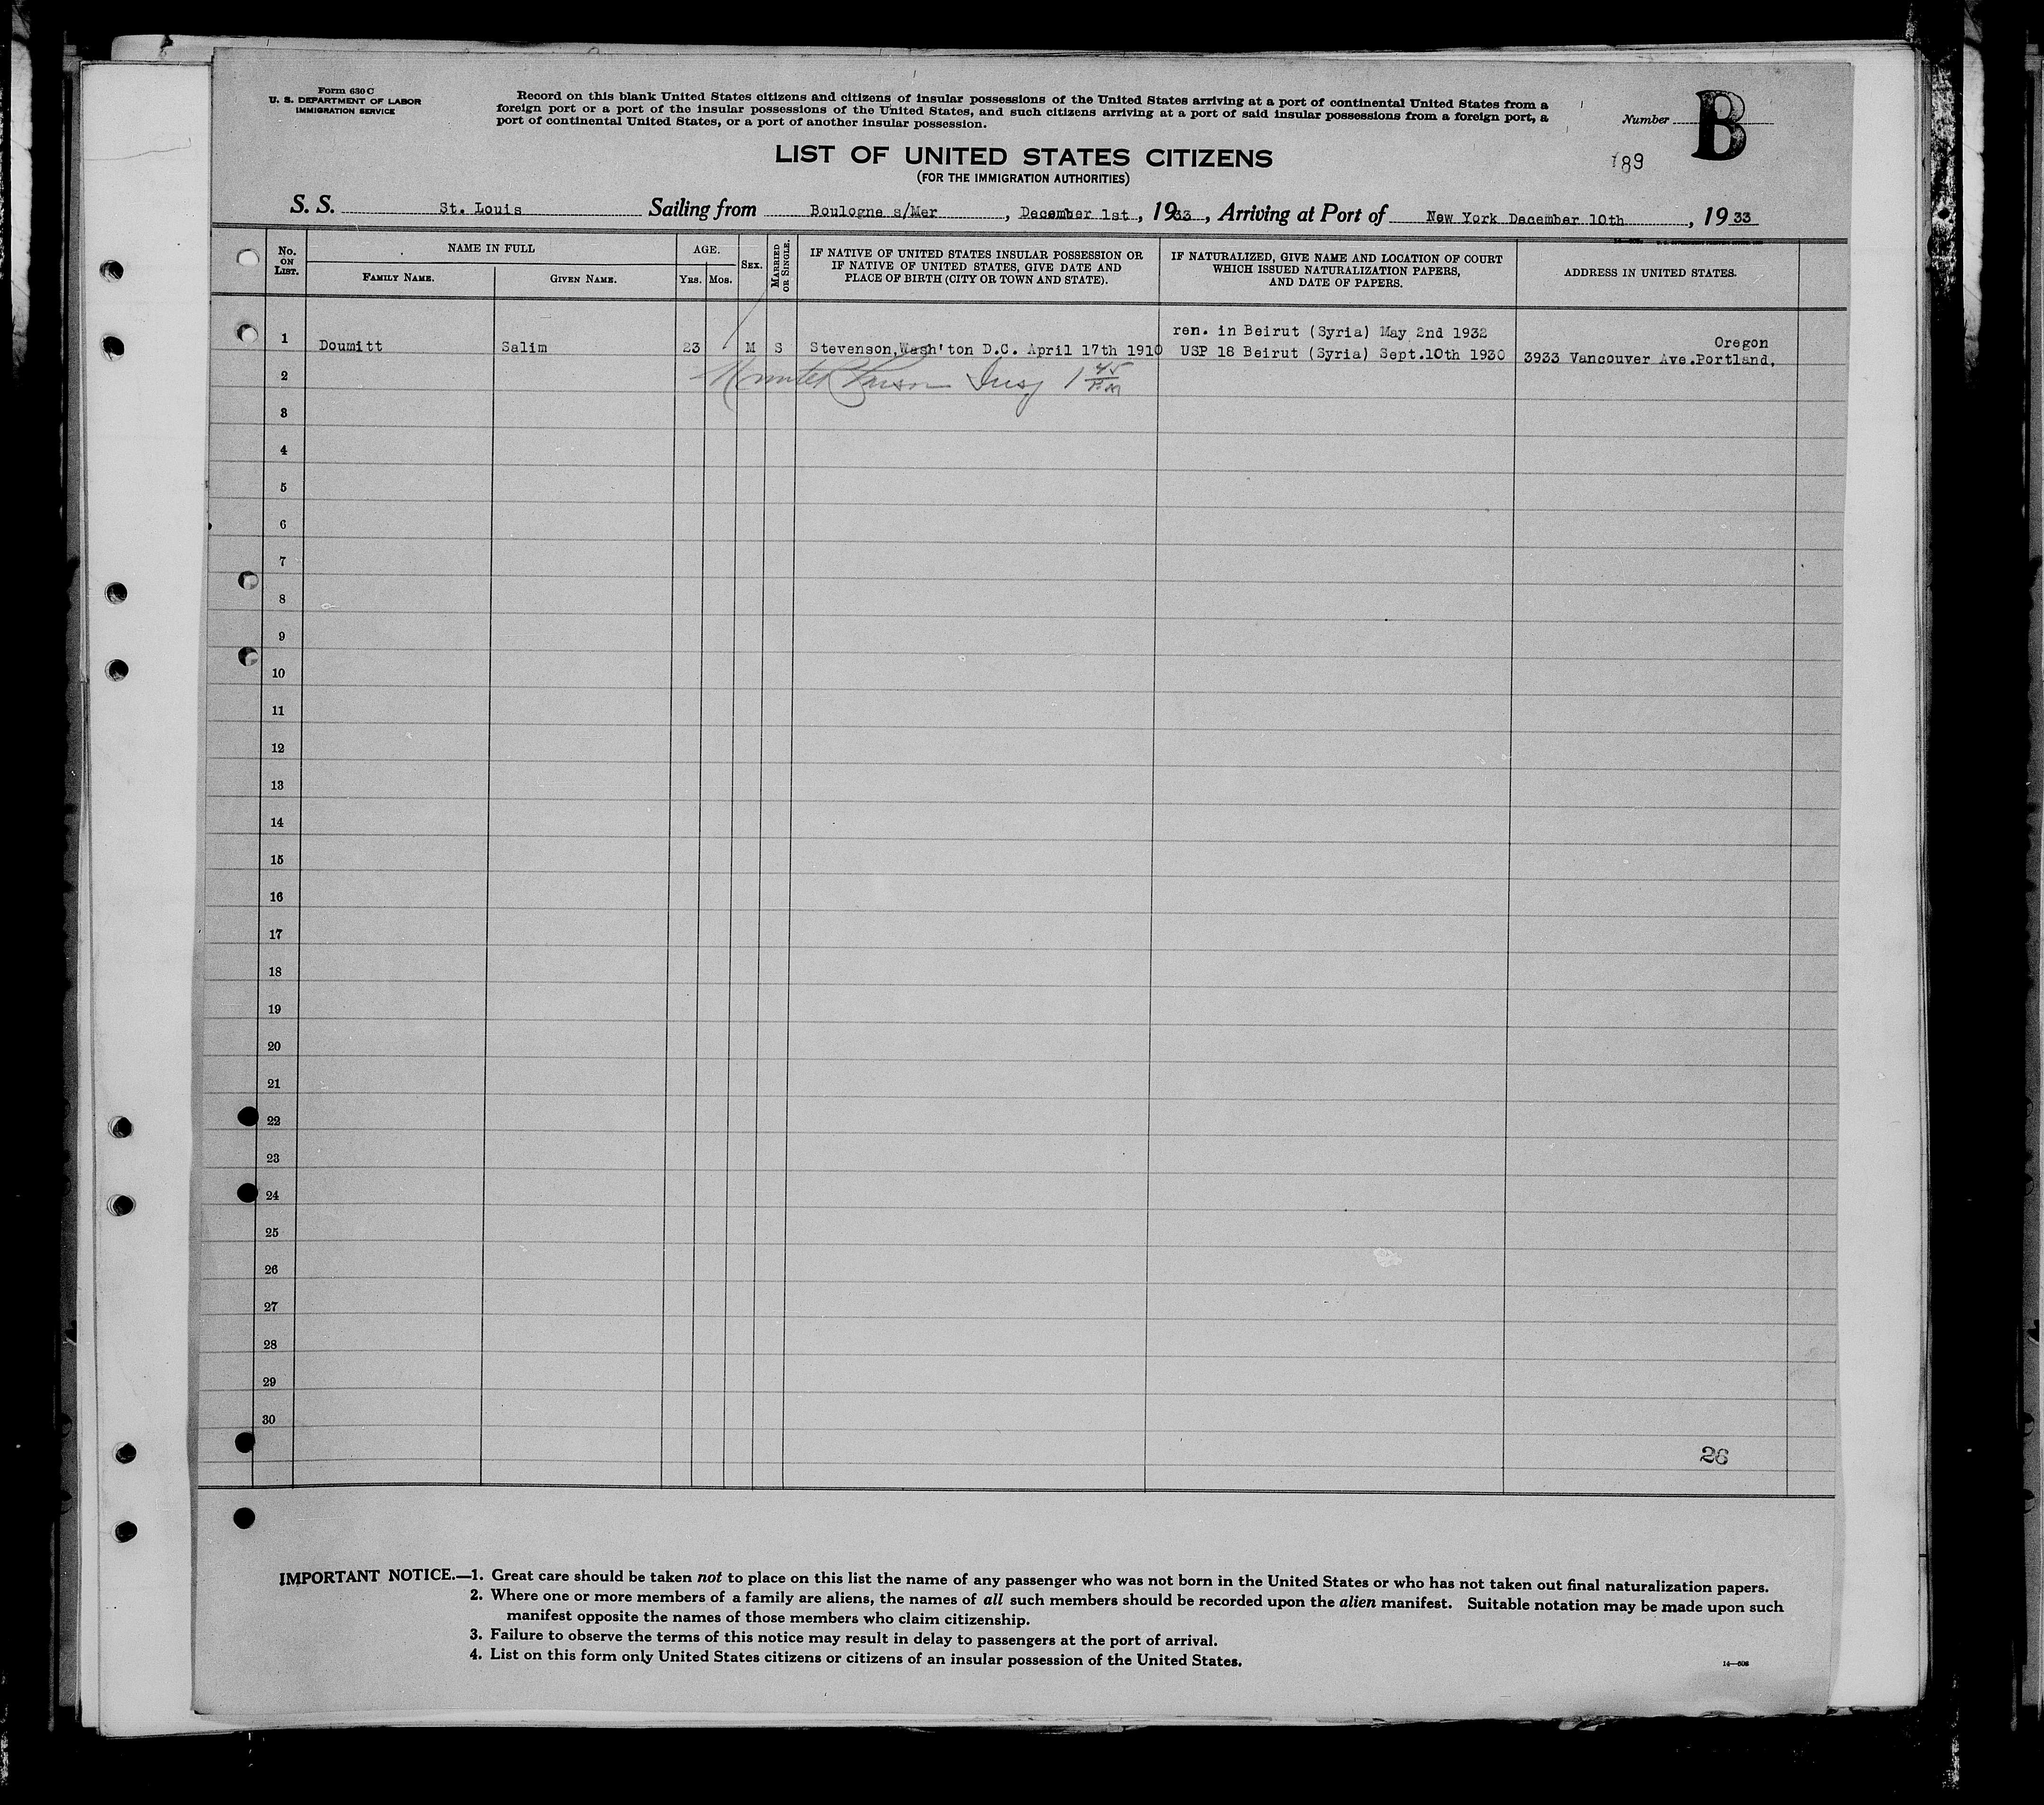 Form 630 C
U. S. DEPARTMENT OF LABOR
IMMIGRATION SERVICE
Record on this blank United States citizens and citizens of insular possessions of the United States arriving at a port of continental United States from a
foreign port or a port of the insular possessions of the United States, and such citizens arriving at a port of said insular possessions from a foreign port, a
port of continental United States, or a port of another insular possession.
Number B
189
LIST OF UNITED STATES CITIZENS
(FOR THE IMMIGRATION AUTHORITIES)
S. S. St. Louis Sailing from Boulogne s/Mer, December 1st, 1933, Arriving at Port of New York December 10th, 1933
No. ON LIST.
NAME IN FULL
FAMILY NAME.
GIVEN NAME.
AGE.
YRS. MOS.
SEX.
MARRIED OR SINGLE.
IF NATIVE OF UNITED STATES INSULAR POSSESSION OR
IF NATIVE OF UNITED STATES, GIVE DATE AND
PLACE OF BIRTH (CITY OR TOWN AND STATE).
IF NATURALIZED, GIVE NAME AND LOCATION OF COURT
WHICH ISSUED NATURALIZATION PAPERS,
AND DATE OF PAPERS.
ADDRESS IN UNITED STATES.
ren. in Beirut (Syria) May 2nd 1932
Oregon
1 Doumitt Salim 23 M S Stevenson,Wash'ton D.C. April 17th 1910 USP 18 Beirut (Syria) Sept.10th 1930 3933 Vancouver Ave.Portland,
2 Insp 1 45 PM
3
4
5
6
7
8
9
10
11
12
13
14
15
16
17
18
19
20
21
22
23
24
25
26
27
28
29
30
26
IMPORTANT NOTICE.—1. Great care should be taken not to place on this list the name of any passenger who was not born in the United States or who has not taken out final naturalization papers.
2. Where one or more members of a family are aliens, the names of all such members should be recorded upon the alien manifest. Suitable notation may be made upon such
manifest opposite the names of those members who claim citizenship.
3. Failure to observe the terms of this notice may result in delay to passengers at the port of arrival.
4. List on this form only United States citizens or citizens of an insular possession of the United States.
14—506